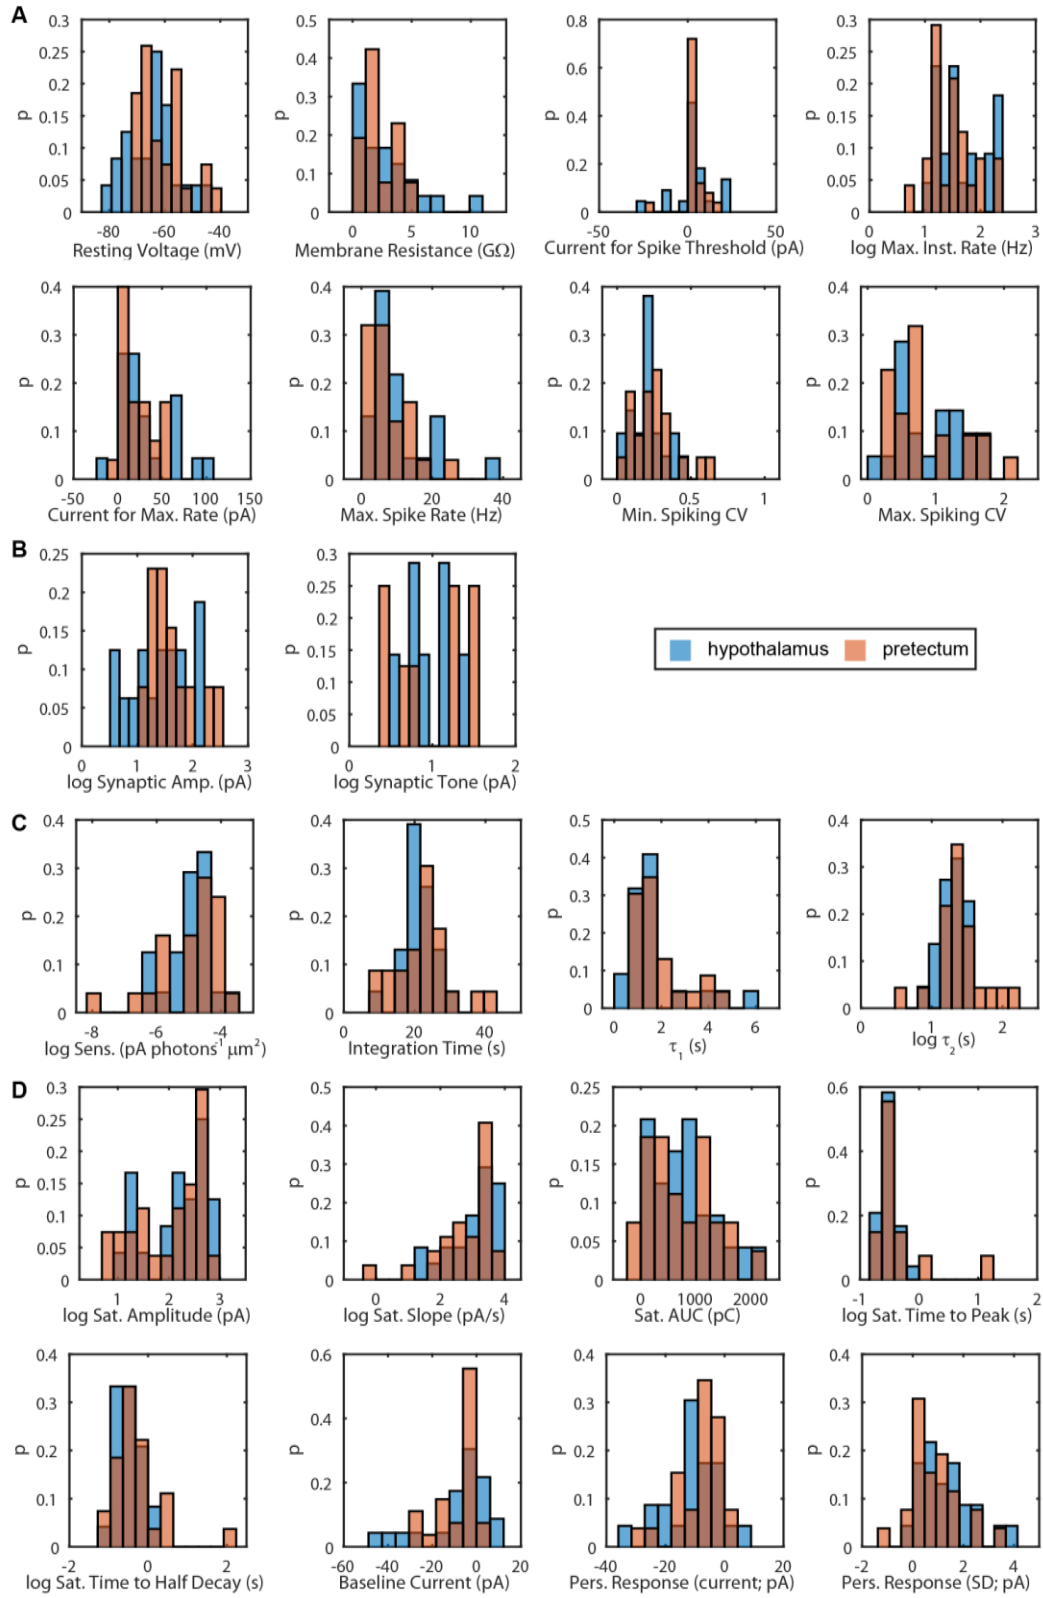 A
0.3
0.25
0.2
0.15
0.1
0.05
0
p
-80 -60 -40
Resting Voltage (mV)
0.5
0.4
0.3
0.2
0.1
0
p
0 5 10
Membrane Resistance (GΩ)
0.8
0.6
0.4
0.2
0
p
-50 0 50
Current for Spike Threshold (pA)
0.3
0.25
0.2
0.15
0.1
0.05
0
p
0 1 2 3
log Max. Inst. Rate (Hz)
0.4
0.3
0.2
0.1
0
p
-50 0 50 100 150
Current for Max. Rate (pA)
0.4
0.3
0.2
0.1
0
p
0 20 40
Max. Spike Rate (Hz)
0.4
0.3
0.2
0.1
0
p
0 0.5 1
Min. Spiking CV
0.4
0.3
0.2
0.1
0
p
0 1 2
Max. Spiking CV
B
0.25
0.2
0.15
0.1
0.05
0
p
0 1 2 3
log Synaptic Amp. (pA)
0.3
0.25
0.2
0.15
0.1
0.05
0
p
0 1 2
log Synaptic Tone (pA)
hypothalamus pretectum
C
0.4
0.3
0.2
0.1
0
p
-8 -6 -4
log Sens. (pA photons⁻¹ μm²)
0.4
0.3
0.2
0.1
0
p
0 20 40
Integration Time (s)
0.5
0.4
0.3
0.2
0.1
0
p
0 2 4 6
τ₁ (s)
0.4
0.3
0.2
0.1
0
p
0 1 2
log τ₂ (s)
D
0.3
0.25
0.2
0.15
0.1
0.05
0
p
1 2 3
log Sat. Amplitude (pA)
0.5
0.4
0.3
0.2
0.1
0
p
0 2 4
log Sat. Slope (pA/s)
0.25
0.2
0.15
0.1
0.05
0
p
0 1000 2000
Sat. AUC (pC)
0.6
0.4
0.2
0
p
-1 0 1 2
log Sat. Time to Peak (s)
0.4
0.3
0.2
0.1
0
p
-2 0 2
log Sat. Time to Half Decay (s)
0.6
0.4
0.2
0
p
-60 -40 -20 0 20
Baseline Current (pA)
0.4
0.3
0.2
0.1
0
p
-40 -20 0 20
Pers. Response (current; pA)
0.4
0.3
0.2
0.1
0
p
-2 0 2 4
Pers. Response (SD; pA)